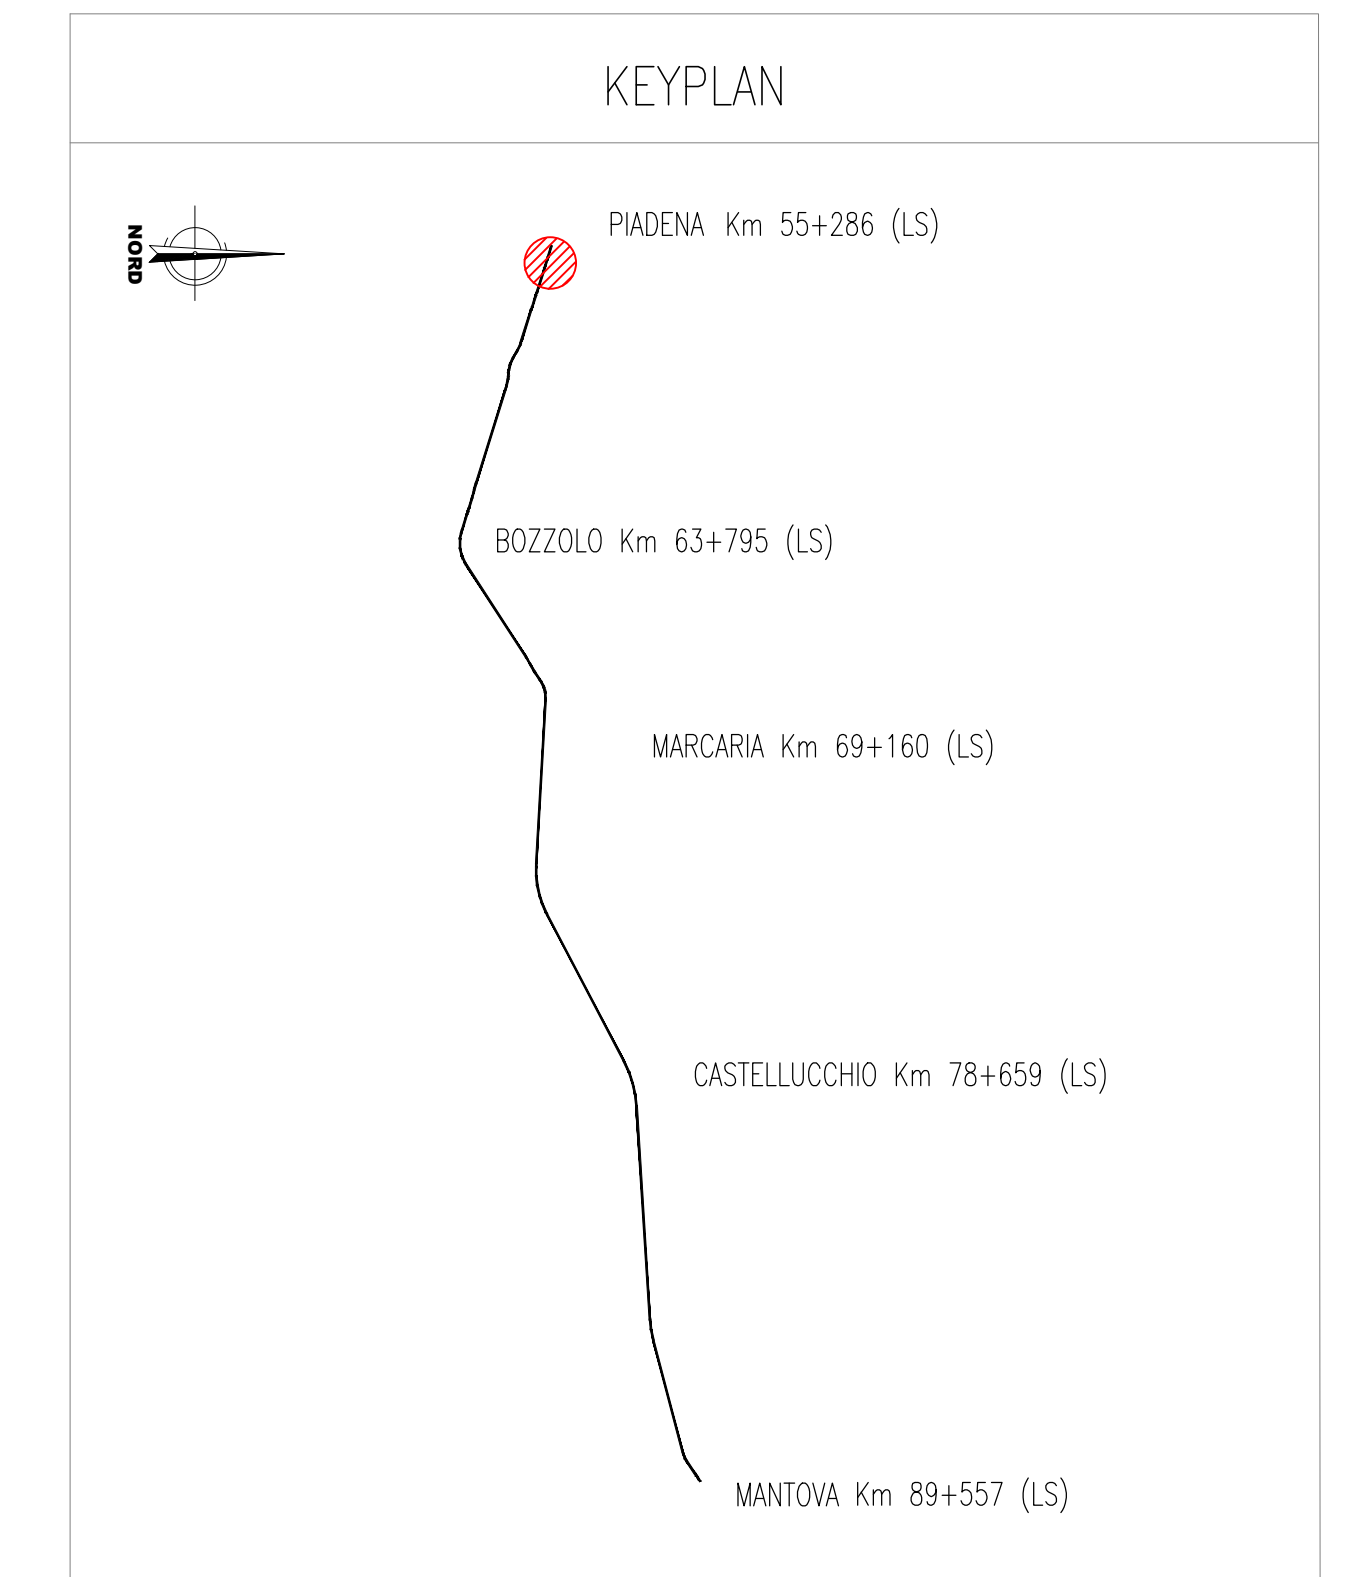 KEYPLAN
NORD
PIADENA Km 55+286 (LS)
BOZZOLO Km 63+795 (LS)
MARCARIA Km 69+160 (LS)
CASTELLUCCHIO Km 78+659 (LS)
MANTOVA Km 89+557 (LS)